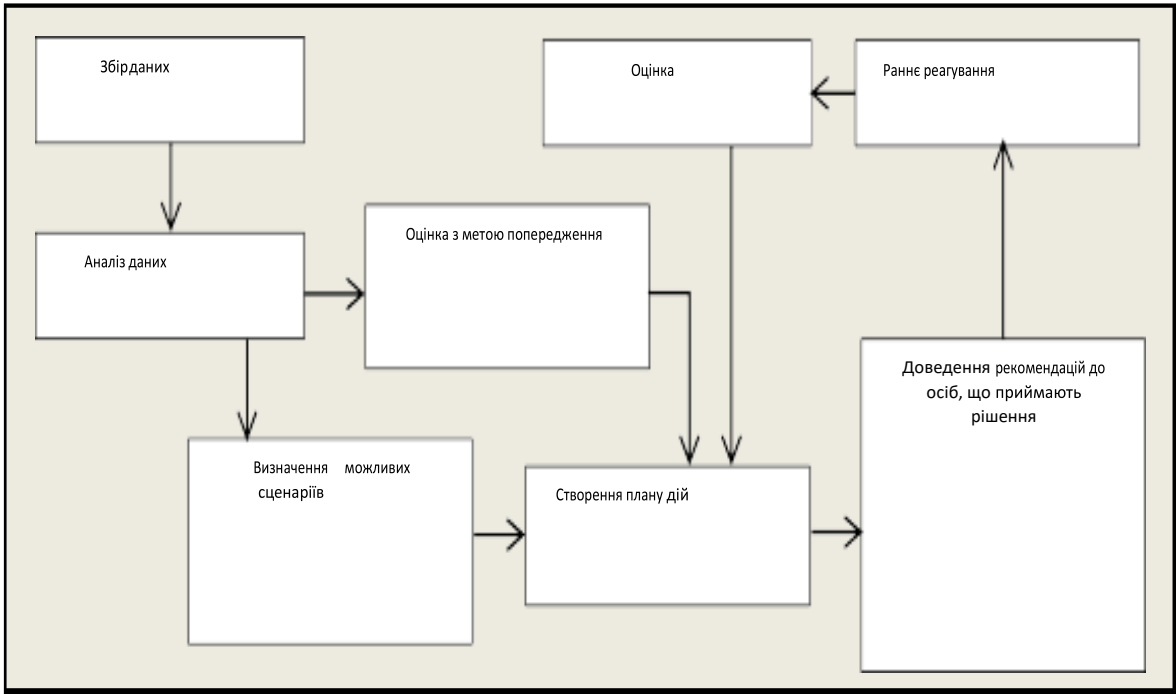 Збірданих
Оцінка
Раннє реагування
Аналіз даних
Оцінка з метою попередження
Доведення рекомендацій до
осіб, що приймають
рішення
Визначення можливих
сценаріїв
Створення плану дій